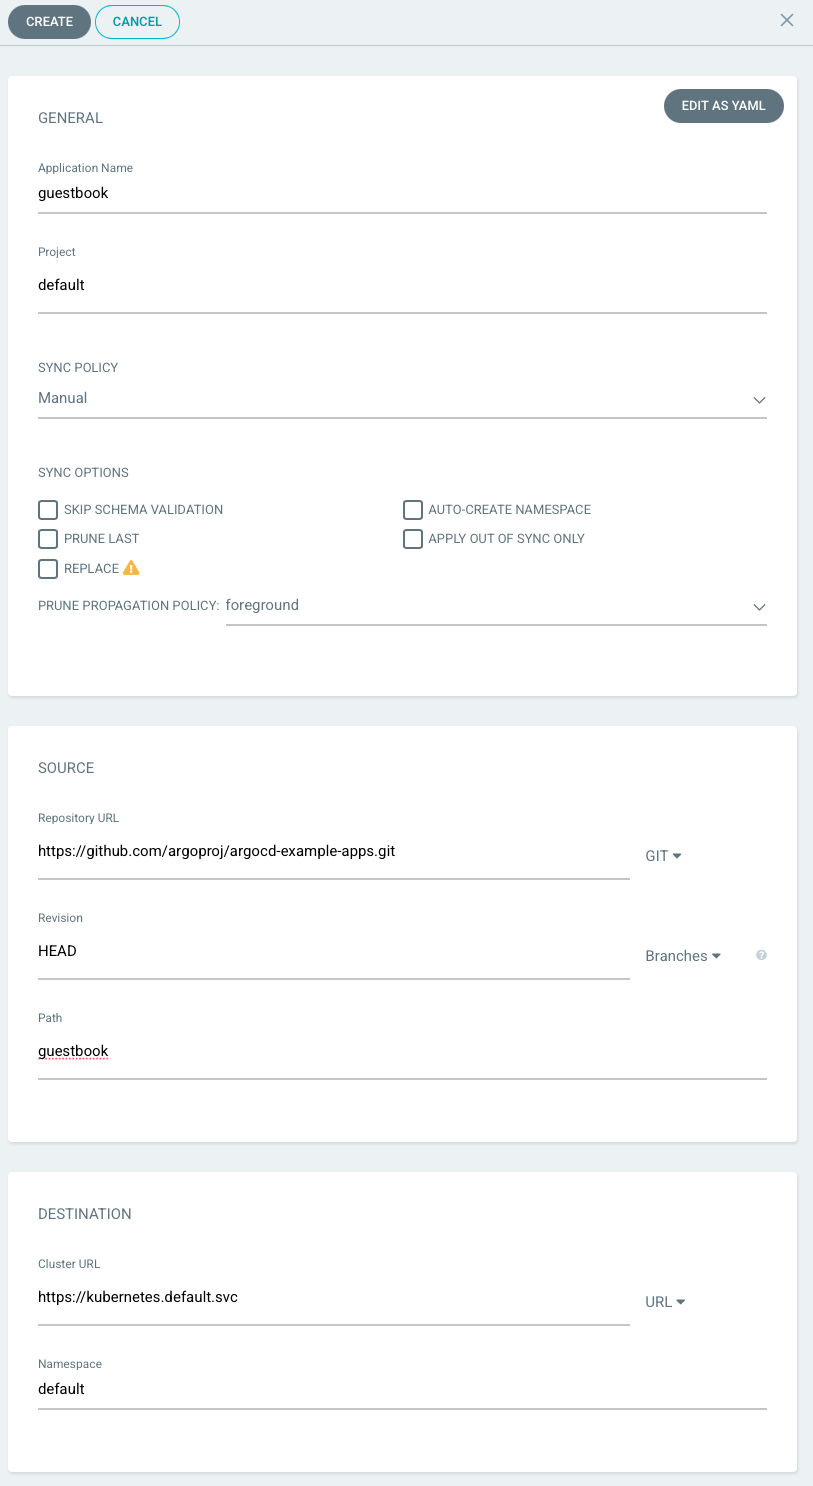 CREATE CANCEL
GENERAL
EDIT AS YAML
Application Name
guestbook
Project
default
SYNC POLICY
Manual
SYNC OPTIONS
SKIP SCHEMA VALIDATION AUTO-CREATE NAMESPACE
PRUNE LAST APPLY OUT OF SYNC ONLY
REPLACE
PRUNE PROPAGATION POLICY: foreground
SOURCE
Repository URL
https://github.com/argoproj/argocd-example-apps.git GIT
Revision
HEAD Branches
Path
guestbook
DESTINATION
Cluster URL
https://kubernetes.default.svc URL
Namespace
default